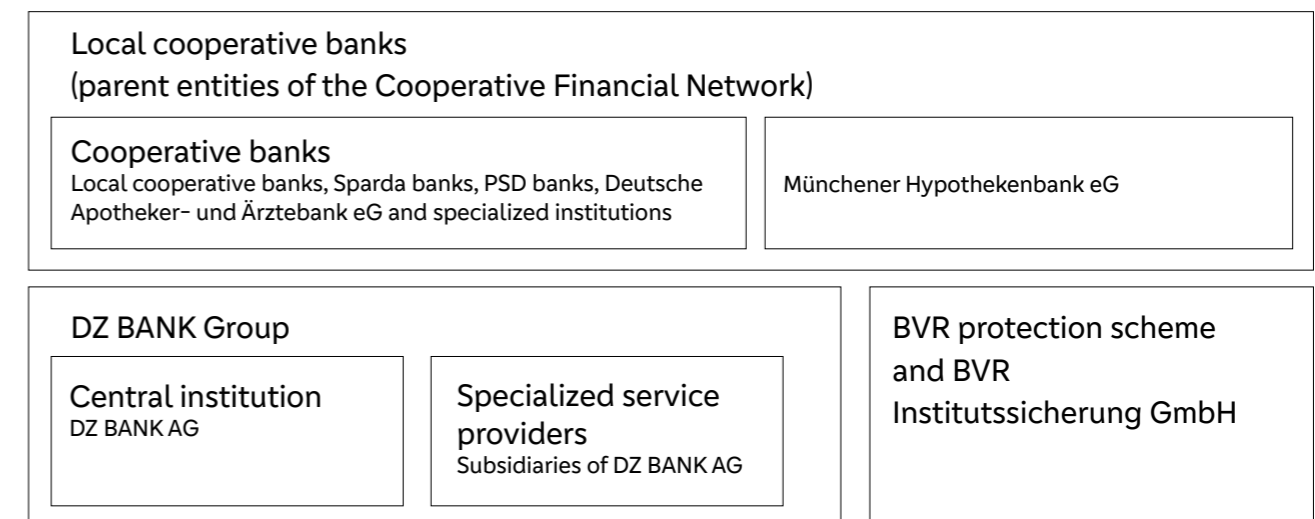 Local cooperative banks
(parent entities of the Cooperative Financial Network)
Cooperative banks
Local cooperative banks, Sparda banks, PSD banks, Deutsche
Apotheker- und Ärztebank eG and specialized institutions
Münchener Hypothekenbank eG
DZ BANK Group
Central institution
DZ BANK AG
Specialized service
providers
Subsidiaries of DZ BANK AG
BVR protection scheme
and BVR
Institutssicherung GmbH